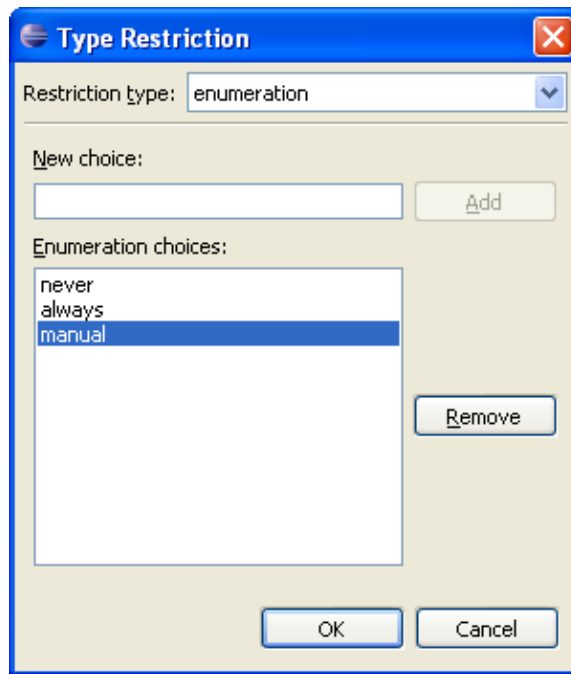 Type Restriction
Restriction type: enumeration
New choice:
Add
Enumeration choices:
never
always
manual
Remove
OK Cancel